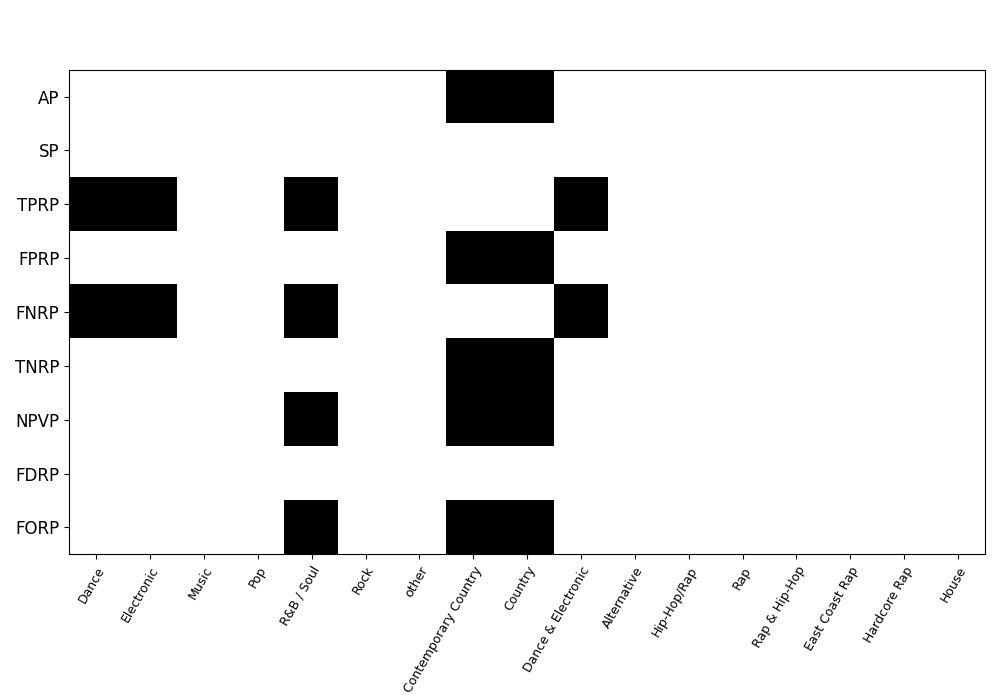 AP
SP
TPRP
FPRP
FNRP
TNRP
NPVP
FDRP
FORP
Dance
Electronic
Music
Pop
R&B / Soul
Rock
other
Contemporary Country
Country
Dance & Electronic
Alternative
Hip-Hop/Rap
Rap
Rap & Hip-Hop
East Coast Rap
Hardcore Rap
House